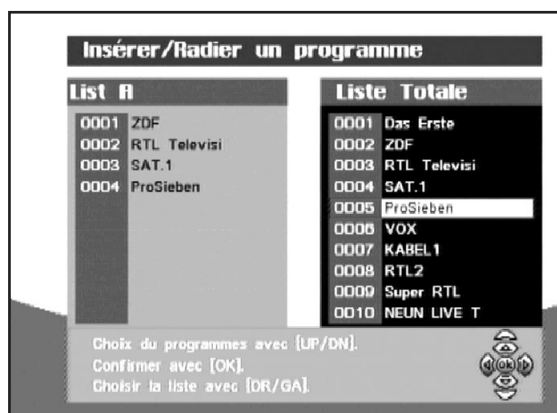 Insérer/Radier un programme
List A
0001 ZDF
0002 RTL Televisi
0003 SAT.1
0004 ProSieben
Liste Totale
0001 Das Erste
0002 ZDF
0003 RTL Televisi
0004 SAT.1
0005 ProSieben
0006 VOX
0007 KABEL1
0008 RTL2
0009 Super RTL
0010 NEUN LIVE T
Choix du programmes avec [UP/DN].
Confirmer avec [OK].
Choisir la liste avec [DR/GA].
OK